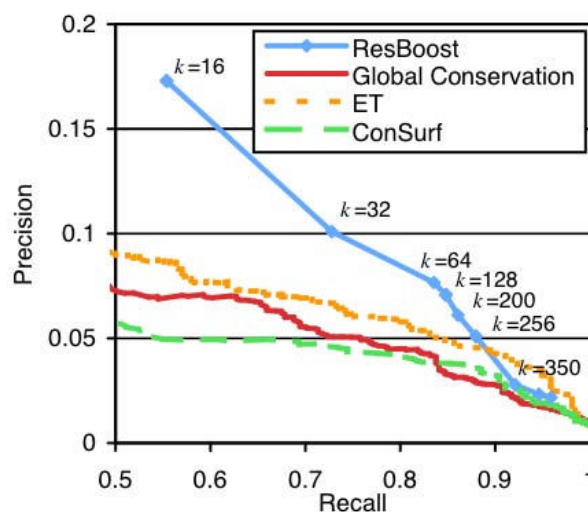 0.2
0.15
0.1
0.05
0
Precision
ResBoost
Global Conservation
ET
ConSurf
k=16
k=32
k=64
k=128
k=200
k=256
k=350
0.5 0.6 0.7 0.8 0.9
Recall